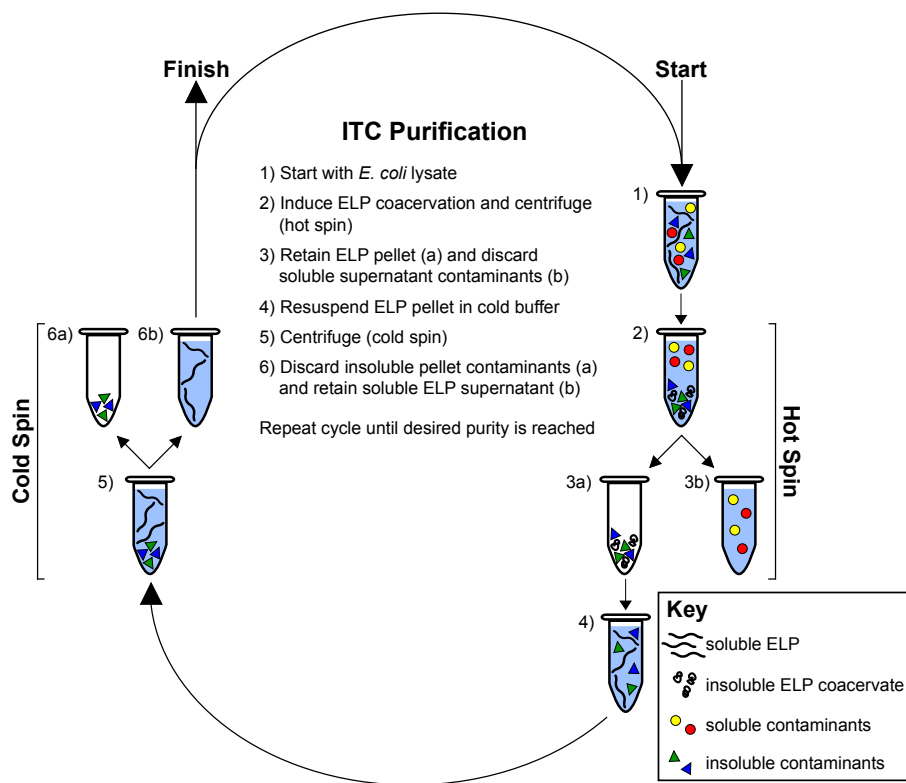 Finish
Start
ITC Purification
1) Start with E. coli lysate
2) Induce ELP coacervation and centrifuge
(hot spin)
3) Retain ELP pellet (a) and discard
soluble supernatant contaminants (b)
4) Resuspend ELP pellet in cold buffer
5) Centrifuge (cold spin)
6) Discard insoluble pellet contaminants (a)
and retain soluble ELP supernatant (b)
Repeat cycle until desired purity is reached
1)
2)
3a)
3b)
Hot Spin
4)
5)
6a)
6b)
Cold Spin
Key
soluble ELP
insoluble ELP coacervate
soluble contaminants
insoluble contaminants